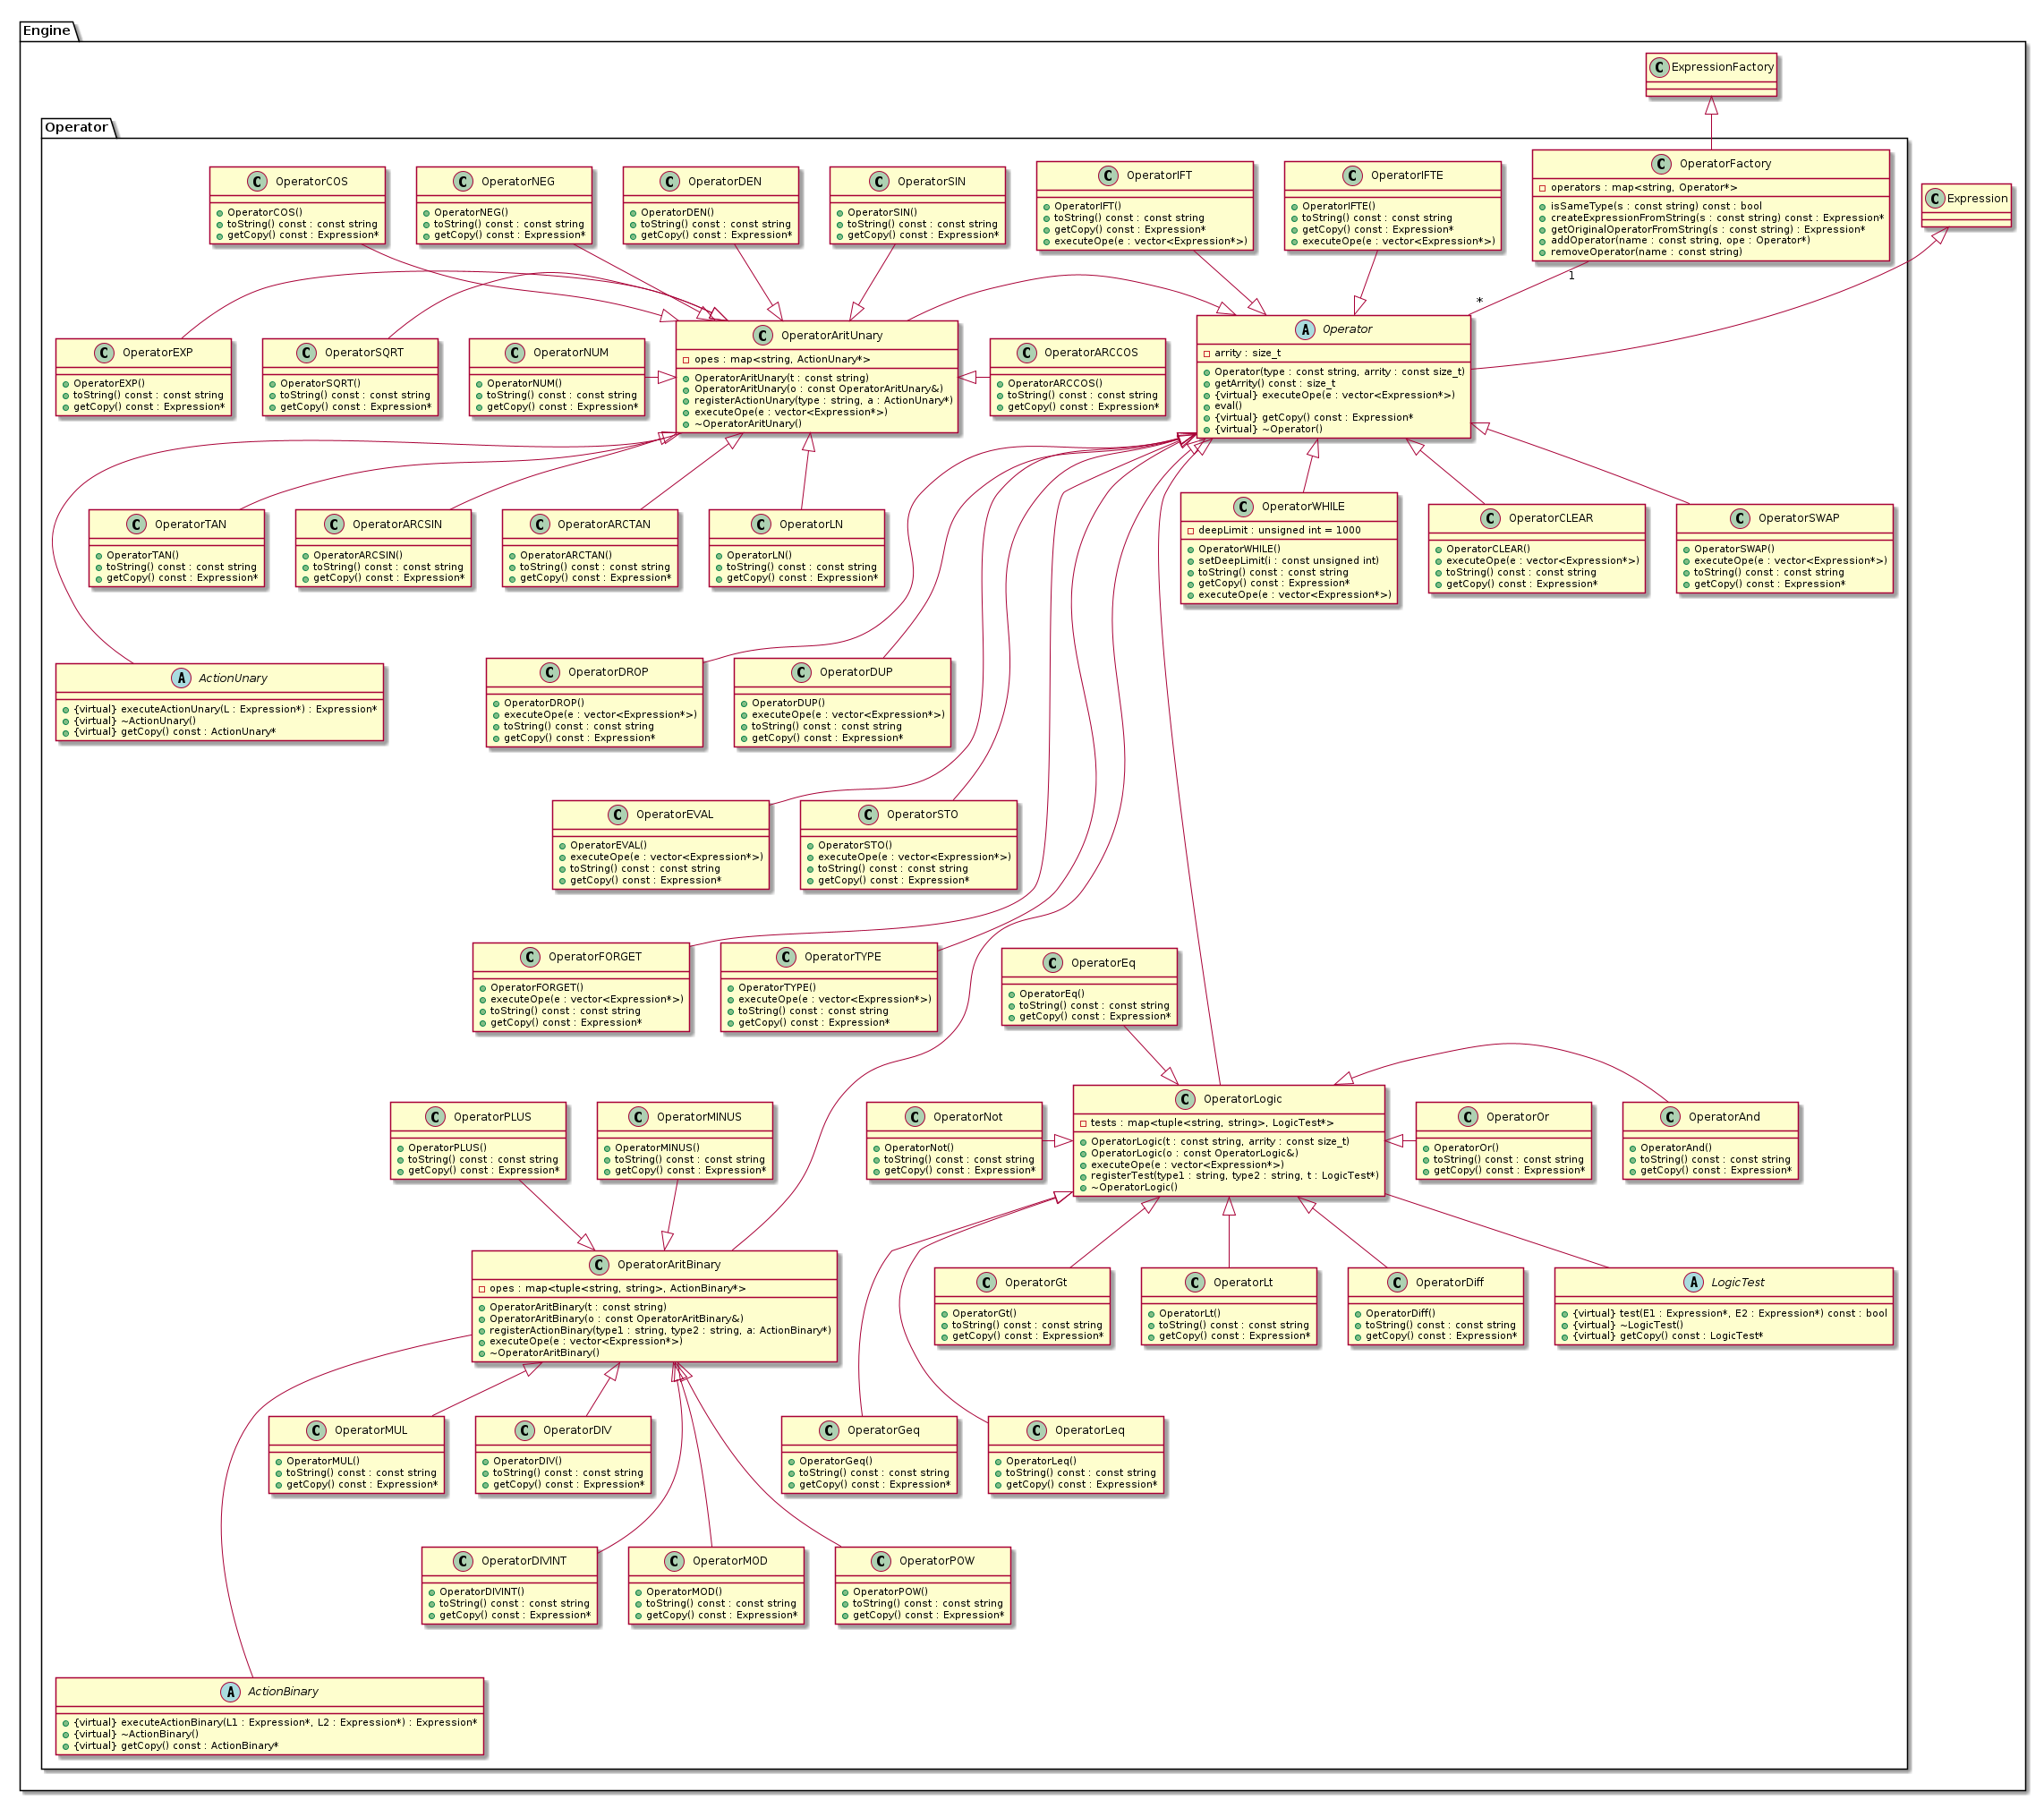 Engine
C ExpressionFactory
Operator
C OperatorCOS
OperatorCOS()
toString() const : const string
getCopy() const : Expression*
C OperatorNEG
OperatorNEG()
toString() const : const string
getCopy() const : Expression*
C OperatorDEN
OperatorDEN()
toString() const : const string
getCopy() const : Expression*
C OperatorSIN
OperatorSIN()
toString() const : const string
getCopy() const : Expression*
C OperatorIFT
OperatorIFT()
toString() const : const string
getCopy() const : Expression*
executeOpe(e : vector<Expression*>)
C OperatorIFTE
OperatorIFTE()
toString() const : const string
getCopy() const : Expression*
executeOpe(e : vector<Expression*>)
C OperatorFactory
operators : map<string, Operator*>
isSameType(s : const string) const : bool
createExpressionFromString(s : const string) const : Expression*
getOriginalOperatorFromString(s : const string) : Expression*
addOperator(name : const string, ope : Operator*)
removeOperator(name : const string)
C Expression
1
*
C OperatorEXP
OperatorEXP()
toString() const : const string
getCopy() const : Expression*
C OperatorSQRT
OperatorSQRT()
toString() const : const string
getCopy() const : Expression*
C OperatorNUM
OperatorNUM()
toString() const : const string
getCopy() const : Expression*
C OperatorAritUnary
opes : map<string, ActionUnary*>
OperatorAritUnary(t : const string)
OperatorAritUnary(o : const OperatorAritUnary&)
registerActionUnary(type : string, a : ActionUnary*)
executeOpe(e : vector<Expression*>)
~OperatorAritUnary()
C OperatorARCCOS
OperatorARCCOS()
toString() const : const string
getCopy() const : Expression*
A Operator
arrity : size_t
Operator(type : const string, arrity : const size_t)
getArrity() const : size_t
{virtual} executeOpe(e : vector<Expression*>)
eval()
{virtual} getCopy() const : Expression*
{virtual} ~Operator()
C OperatorTAN
OperatorTAN()
toString() const : const string
getCopy() const : Expression*
C OperatorARCSIN
OperatorARCSIN()
toString() const : const string
getCopy() const : Expression*
C OperatorARCTAN
OperatorARCTAN()
toString() const : const string
getCopy() const : Expression*
C OperatorLN
OperatorLN()
toString() const : const string
getCopy() const : Expression*
C OperatorWHILE
deepLimit : unsigned int = 1000
OperatorWHILE()
setDeepLimit(i : const unsigned int)
toString() const : const string
getCopy() const : Expression*
executeOpe(e : vector<Expression*>)
C OperatorCLEAR
OperatorCLEAR()
executeOpe(e : vector<Expression*>)
toString() const : const string
getCopy() const : Expression*
C OperatorSWAP
OperatorSWAP()
executeOpe(e : vector<Expression*>)
toString() const : const string
getCopy() const : Expression*
A ActionUnary
{virtual} executeActionUnary(L : Expression*) : Expression*
{virtual} ~ActionUnary()
{virtual} getCopy() const : ActionUnary*
C OperatorDROP
OperatorDROP()
executeOpe(e : vector<Expression*>)
toString() const : const string
getCopy() const : Expression*
C OperatorDUP
OperatorDUP()
executeOpe(e : vector<Expression*>)
toString() const : const string
getCopy() const : Expression*
C OperatorEVAL
OperatorEVAL()
executeOpe(e : vector<Expression*>)
toString() const : const string
getCopy() const : Expression*
C OperatorSTO
OperatorSTO()
executeOpe(e : vector<Expression*>)
toString() const : const string
getCopy() const : Expression*
C OperatorFORGET
OperatorFORGET()
executeOpe(e : vector<Expression*>)
toString() const : const string
getCopy() const : Expression*
C OperatorTYPE
OperatorTYPE()
executeOpe(e : vector<Expression*>)
toString() const : const string
getCopy() const : Expression*
C OperatorEq
OperatorEq()
toString() const : const string
getCopy() const : Expression*
C OperatorPLUS
OperatorPLUS()
toString() const : const string
getCopy() const : Expression*
C OperatorMINUS
OperatorMINUS()
toString() const : const string
getCopy() const : Expression*
C OperatorNot
OperatorNot()
toString() const : const string
getCopy() const : Expression*
C OperatorLogic
tests : map<tuple<string, string>, LogicTest*>
OperatorLogic(t : const string, arrity : const size_t)
OperatorLogic(o : const OperatorLogic&)
executeOpe(e : vector<Expression*>)
registerTest(type1 : string, type2 : string, t : LogicTest*)
~OperatorLogic()
C OperatorOr
OperatorOr()
toString() const : const string
getCopy() const : Expression*
C OperatorAnd
OperatorAnd()
toString() const : const string
getCopy() const : Expression*
C OperatorAritBinary
opes : map<tuple<string, string>, ActionBinary*>
OperatorAritBinary(t : const string)
OperatorAritBinary(o : const OperatorAritBinary&)
registerActionBinary(type1 : string, type2 : string, a: ActionBinary*)
executeOpe(e : vector<Expression*>)
~OperatorAritBinary()
C OperatorGt
OperatorGt()
toString() const : const string
getCopy() const : Expression*
C OperatorLt
OperatorLt()
toString() const : const string
getCopy() const : Expression*
C OperatorDiff
OperatorDiff()
toString() const : const string
getCopy() const : Expression*
A LogicTest
{virtual} test(E1 : Expression*, E2 : Expression*) const : bool
{virtual} ~LogicTest()
{virtual} getCopy() const : LogicTest*
C OperatorMUL
OperatorMUL()
toString() const : const string
getCopy() const : Expression*
C OperatorDIV
OperatorDIV()
toString() const : const string
getCopy() const : Expression*
C OperatorGeq
OperatorGeq()
toString() const : const string
getCopy() const : Expression*
C OperatorLeq
OperatorLeq()
toString() const : const string
getCopy() const : Expression*
C OperatorDIVINT
OperatorDIVINT()
toString() const : const string
getCopy() const : Expression*
C OperatorMOD
OperatorMOD()
toString() const : const string
getCopy() const : Expression*
C OperatorPOW
OperatorPOW()
toString() const : const string
getCopy() const : Expression*
A ActionBinary
{virtual} executeActionBinary(L1 : Expression*, L2 : Expression*) : Expression*
{virtual} ~ActionBinary()
{virtual} getCopy() const : ActionBinary*